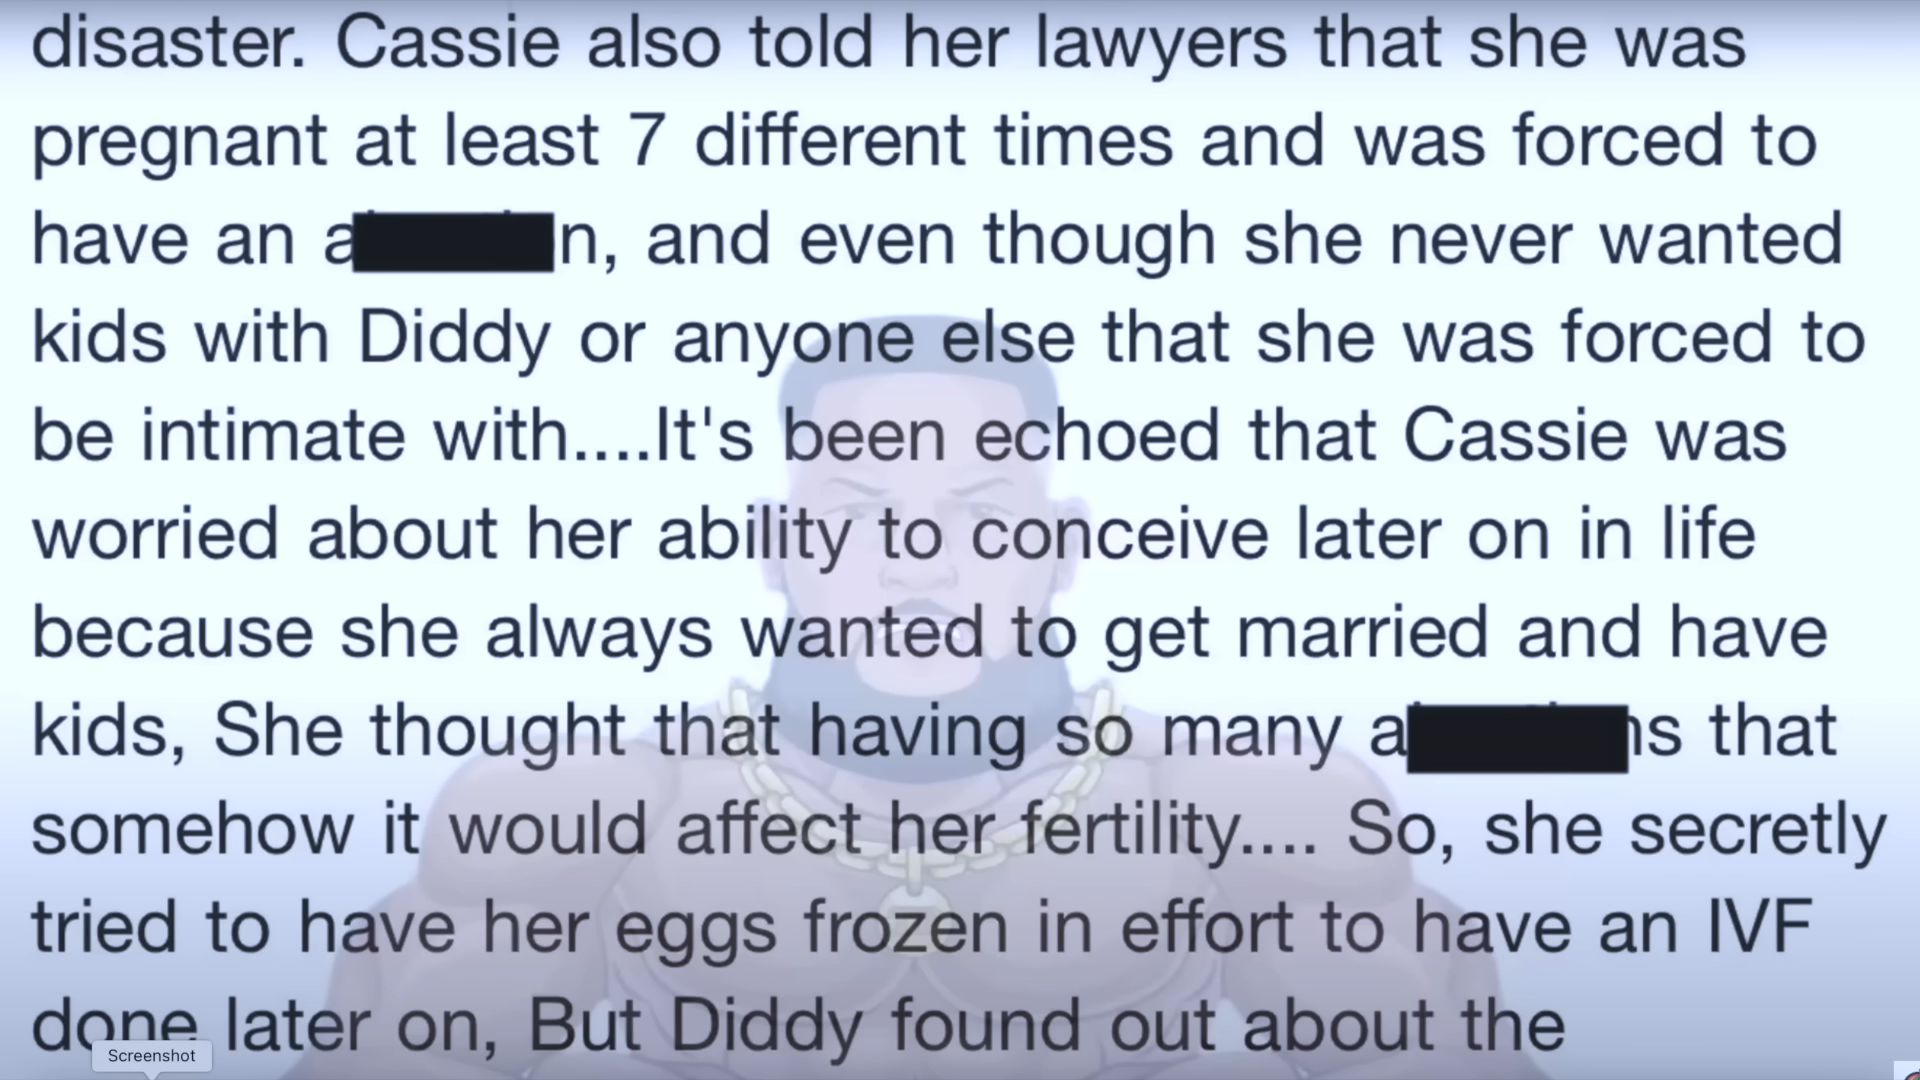 disaster. Cassie also told her lawyers that she was
pregnant at least 7 different times and was forced to
have an a n, and even though she never wanted
kids with Diddy or anyone else that she was forced to
be intimate with....It's been echoed that Cassie was
worried about her ability to conceive later on in life
because she always wanted to get married and have
kids, She thought that having so many a s that
somehow it would affect her fertility.... So, she secretly
tried to have her eggs frozen in effort to have an IVF
done later on, But Diddy found out about the
Screenshot